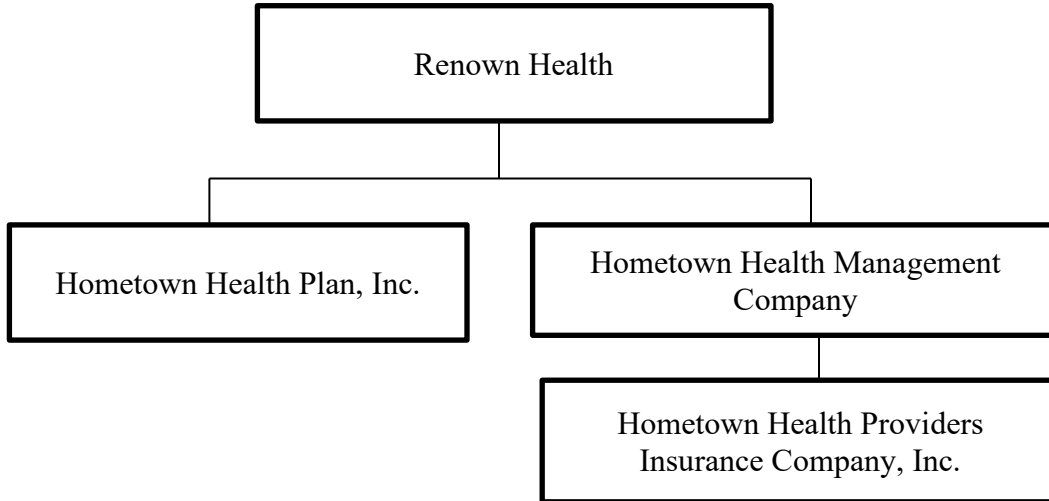 Renown Health
Hometown Health Plan, Inc.
Hometown Health Management
Company
Hometown Health Providers
Insurance Company, Inc.